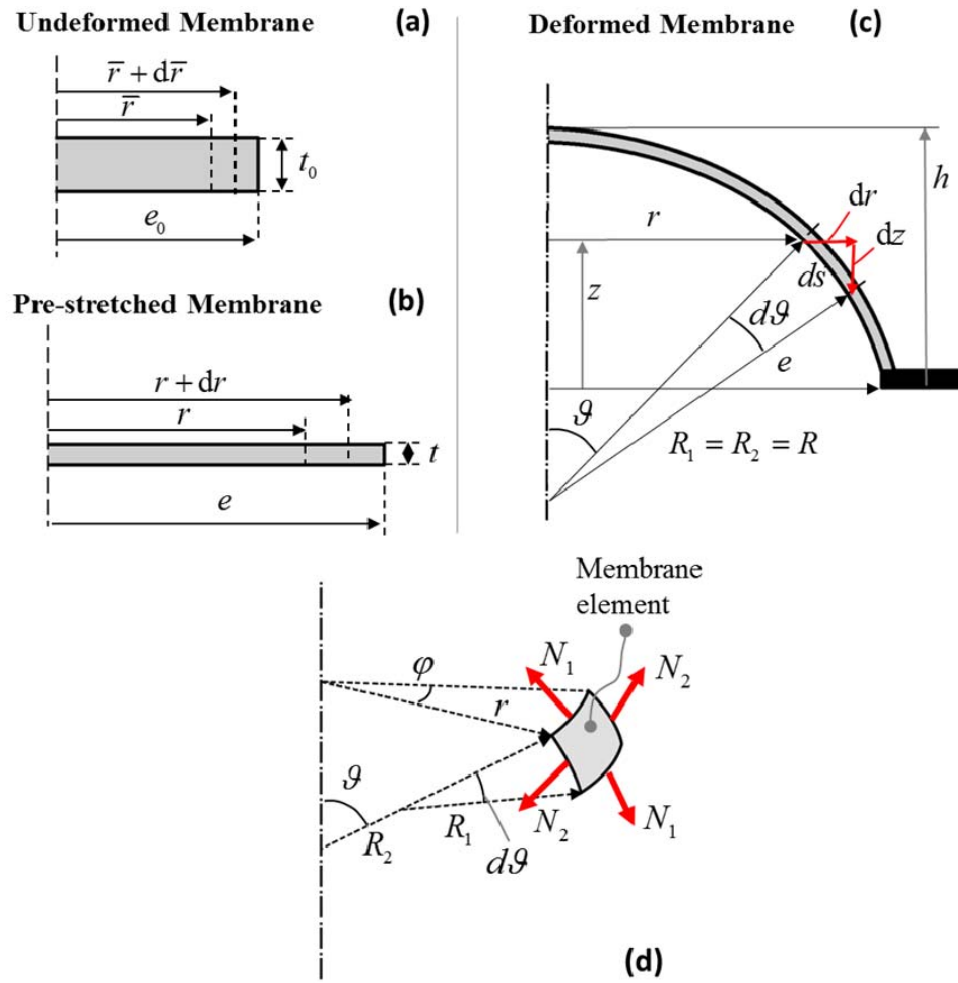 Undeformed Membrane (a)
r̅ + dr̅
r̅
t₀
e₀
Pre-stretched Membrane (b)
r + dr
r
t
e
Deformed Membrane (c)
h
dr
r
dz
ds
z
dϑ
e
ϑ
R₁ = R₂ = R
Membrane
element
N₁
N₂
φ
r
ϑ
R₂
R₁
dϑ
N₂
N₁
(d)